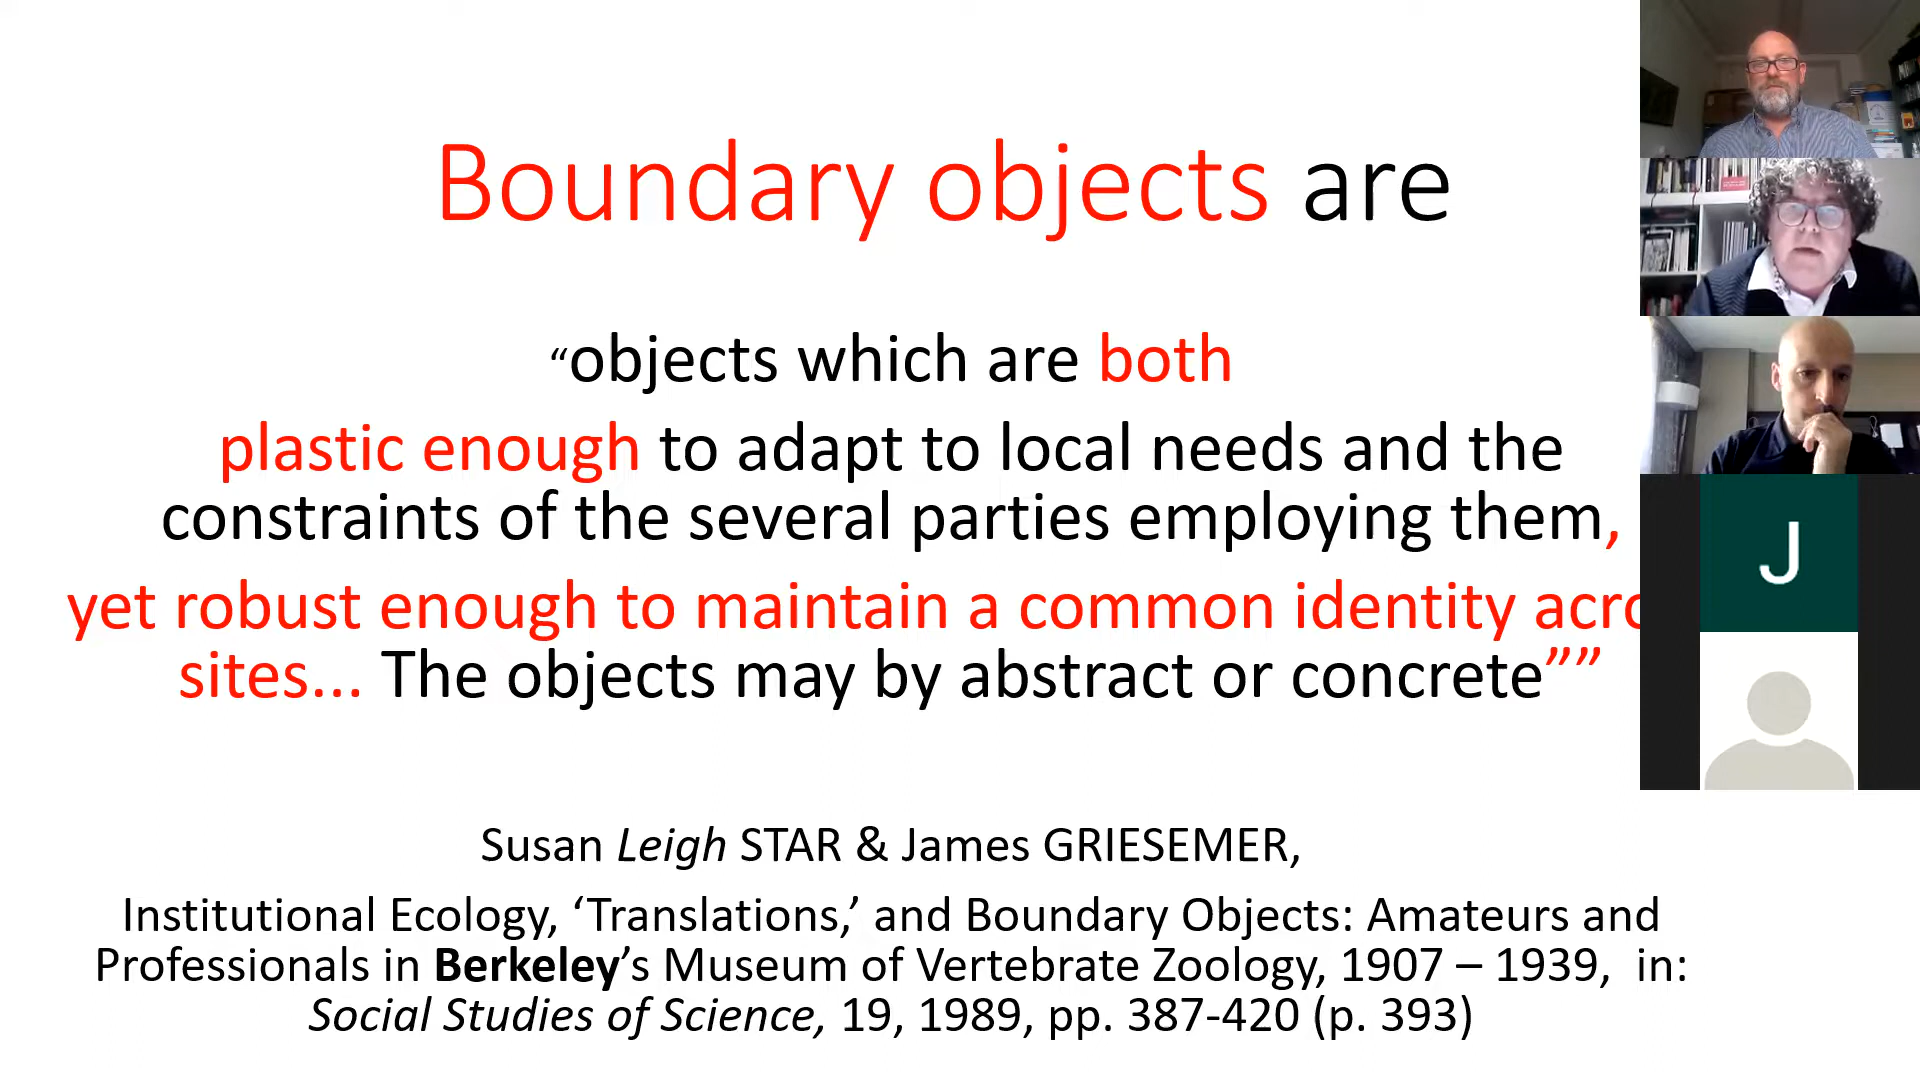 Boundary objects are
“objects which are both
plastic enough to adapt to local needs and the
constraints of the several parties employing them,
yet robust enough to maintain a common identity acro
sites... The objects may by abstract or concrete””
Susan Leigh STAR & James GRIESEMER,
Institutional Ecology, ‘Translations,’ and Boundary Objects: Amateurs and
Professionals in Berkeley’s Museum of Vertebrate Zoology, 1907 – 1939, in:
Social Studies of Science, 19, 1989, pp. 387-420 (p. 393)
J